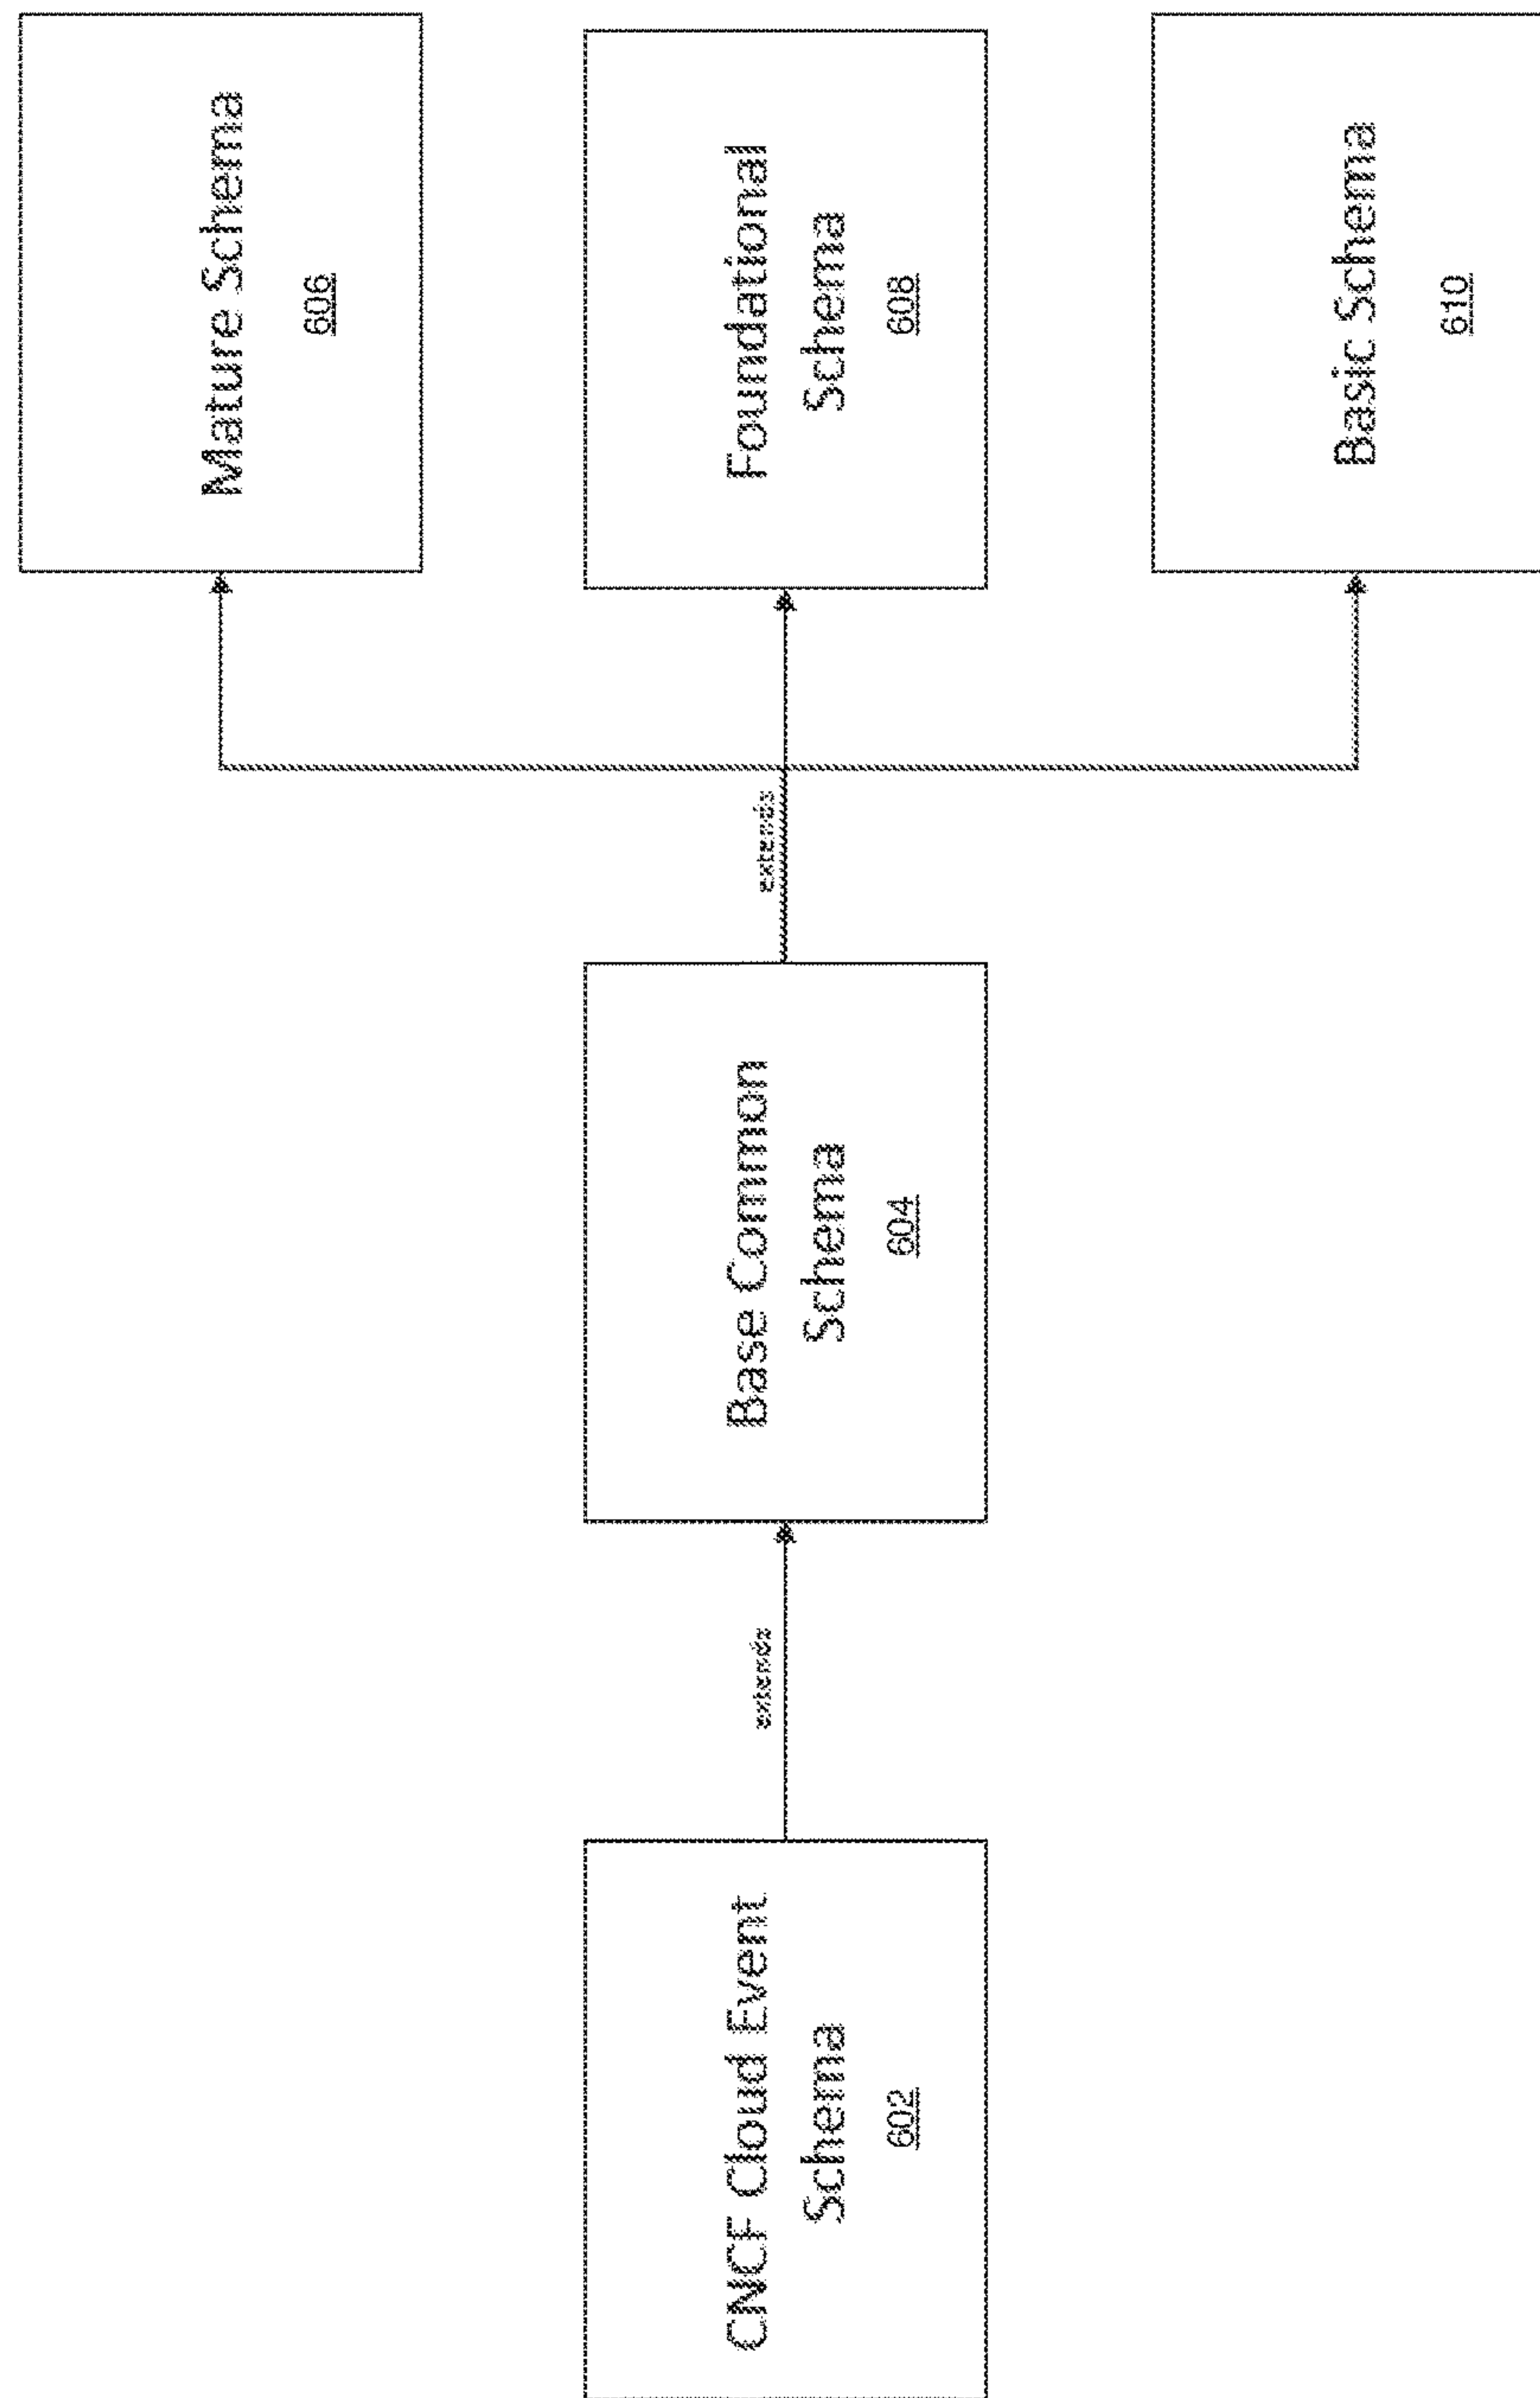 CNCF Cloud Event
Schema
602
extends
Base Common
Schema
604
extends
Mature Schema
606
Foundational
Schema
608
Basic Schema
610